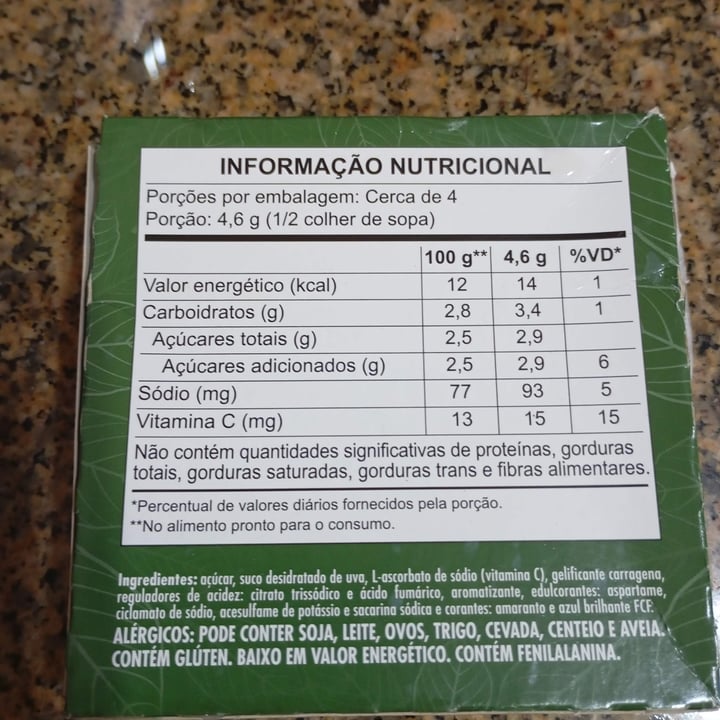 INFORMAÇÃO NUTRICIONAL
Porções por embalagem: Cerca de 4
Porção: 4,6 g (1/2 colher de sopa)
100 g** 4,6 g %VD*
Valor energético (kcal) 12 14 1
Carboidratos (g) 2,8 3,4 1
Açúcares totais (g) 2,5 2,9
Açúcares adicionados (g) 2,5 2,9 6
Sódio (mg) 77 93 5
Vitamina C (mg) 13 15 15
Não contém quantidades significativas de proteínas, gorduras
totais, gorduras saturadas, gorduras trans e fibras alimentares.
*Percentual de valores diários fornecidos pela porção.
**No alimento pronto para o consumo.
Ingredientes: açúcar, suco desidratado de uva, L-ascorbato de sódio (vitamina C), gelificante carragena,
reguladores de acidez: citrato trissódico e ácido fumárico, aromatizante, edulcorantes: aspartame,
ciclamato de sódio, acesulfame de potássio e sacarina sódica e corantes: amaranto e azul brilhante FCF.
ALÉRGICOS: PODE CONTER SOJA, LEITE, OVOS, TRIGO, CEVADA, CENTEIO E AVEIA.
CONTÉM GLÚTEN. BAIXO EM VALOR ENERGÉTICO. CONTÉM FENILALANINA.